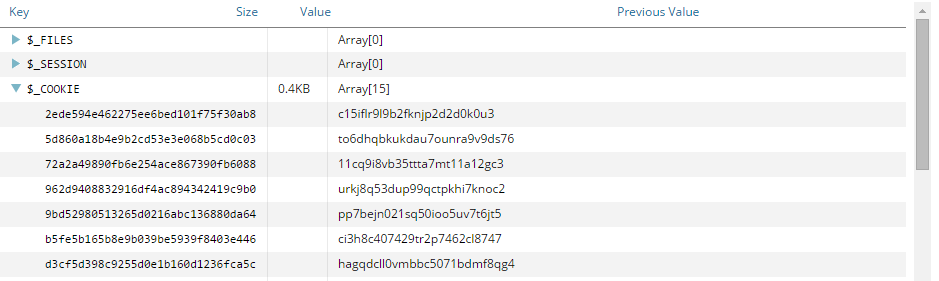 Key Size Value Previous Value
$_FILES Array[0]
$_SESSION Array[0]
$_COOKIE 0.4KB Array[15]
2ede594e462275ee6bed101f75f30ab8 c15iflr9l9b2fknjp2d2d0k0u3
5d860a18b4e9b2cd53e3e068b5cd0c03 to6dhqbkukdau7ounra9v9ds76
72a2a49890fb6e254ace867390fb6088 11cq9i8vb35ttta7mt11a12gc3
962d9408832916df4ac894342419c9b0 urkj8q53dup99qctpkhi7knoc2
9bd52980513265d0216abc136880da64 pp7bejn021sq50ioo5uv7t6jt5
b5fe5b165b8e9b039be5939f8403e446 ci3h8c407429tr2p7462cl8747
d3cf5d398c9255d0e1b160d1236fca5c hagqdcll0vmbbc5071bdmf8qg4